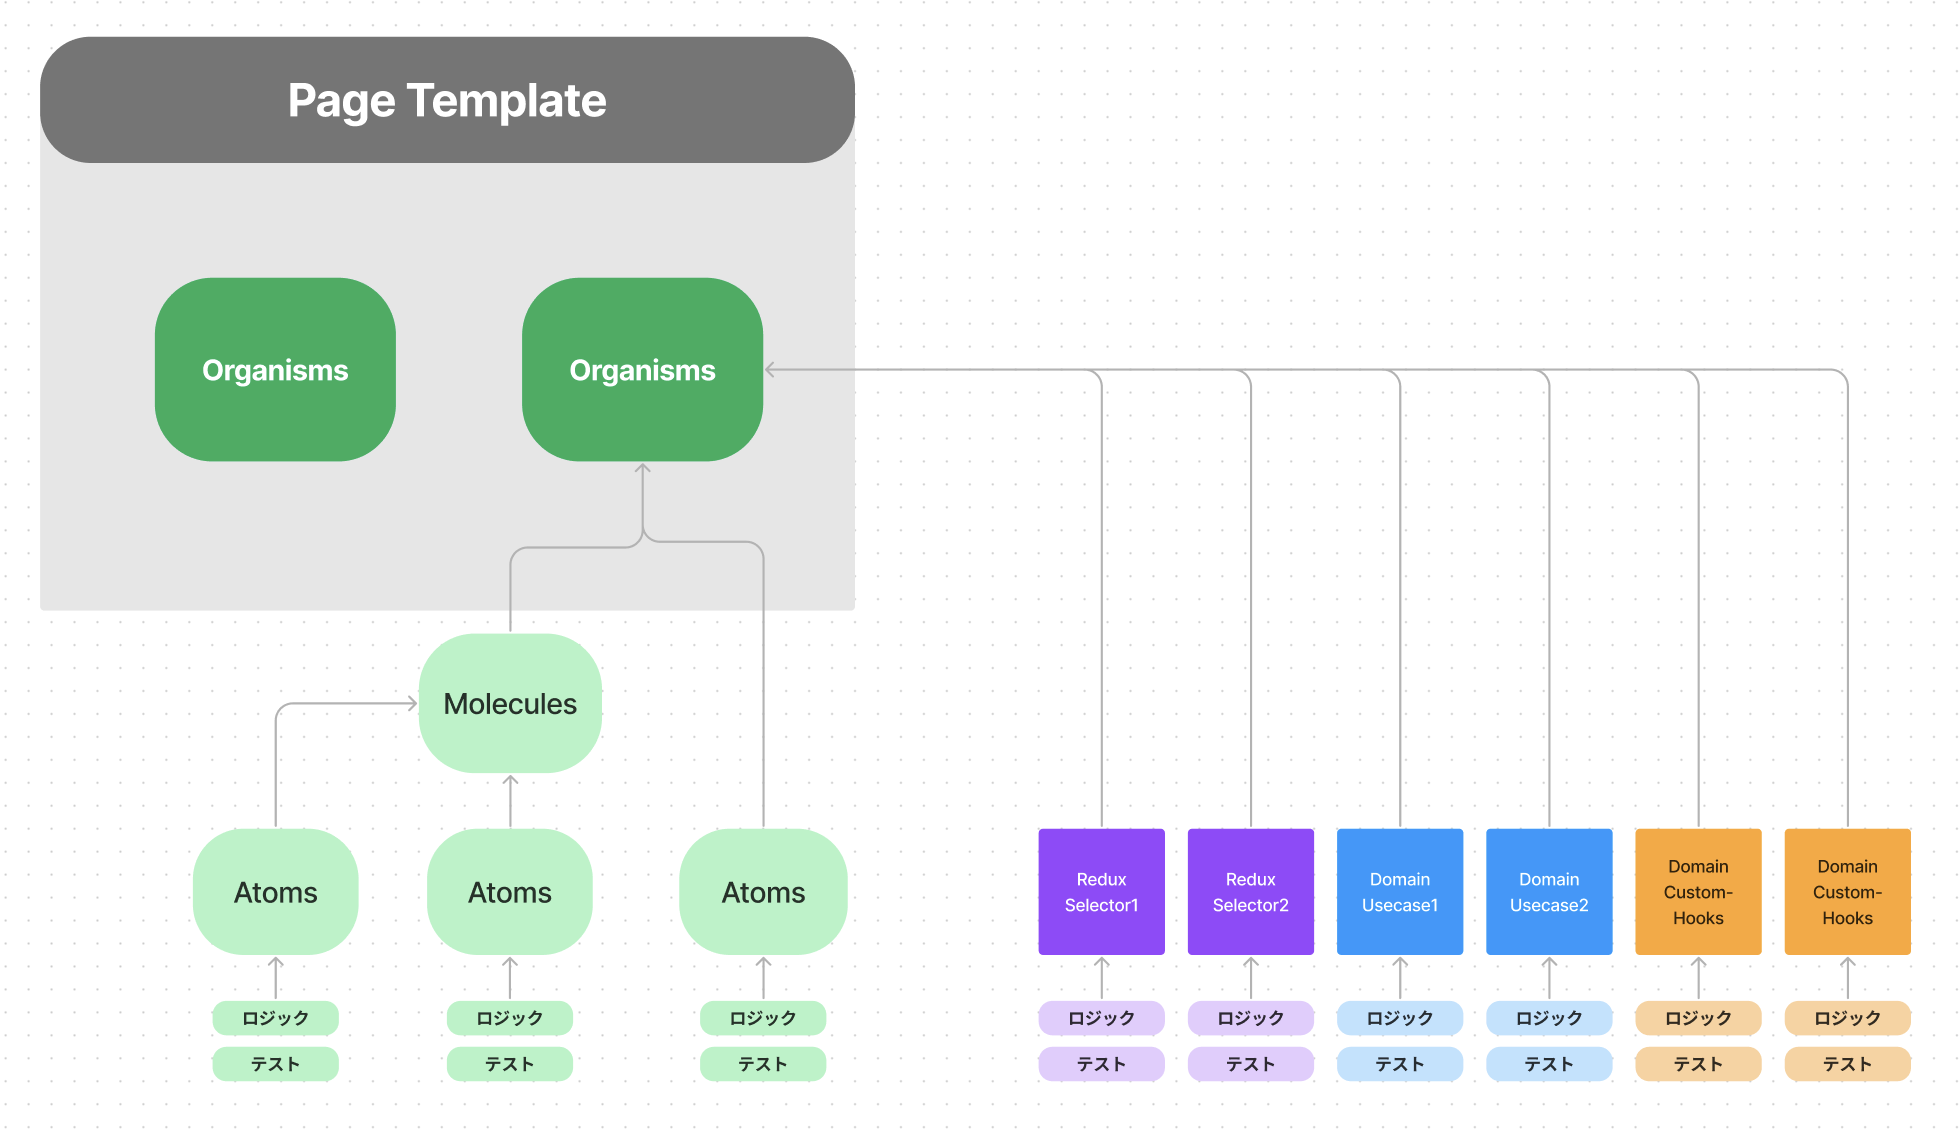 Page Template
Organisms
Organisms
Molecules
Atoms
Atoms
Atoms
Redux
Selector1
Redux
Selector2
Domain
Usecase1
Domain
Usecase2
Domain
Custom-
Hooks
Domain
Custom-
Hooks
ロジック
ロジック
ロジック
ロジック
ロジック
ロジック
ロジック
ロジック
ロジック
テスト
テスト
テスト
テスト
テスト
テスト
テスト
テスト
テスト